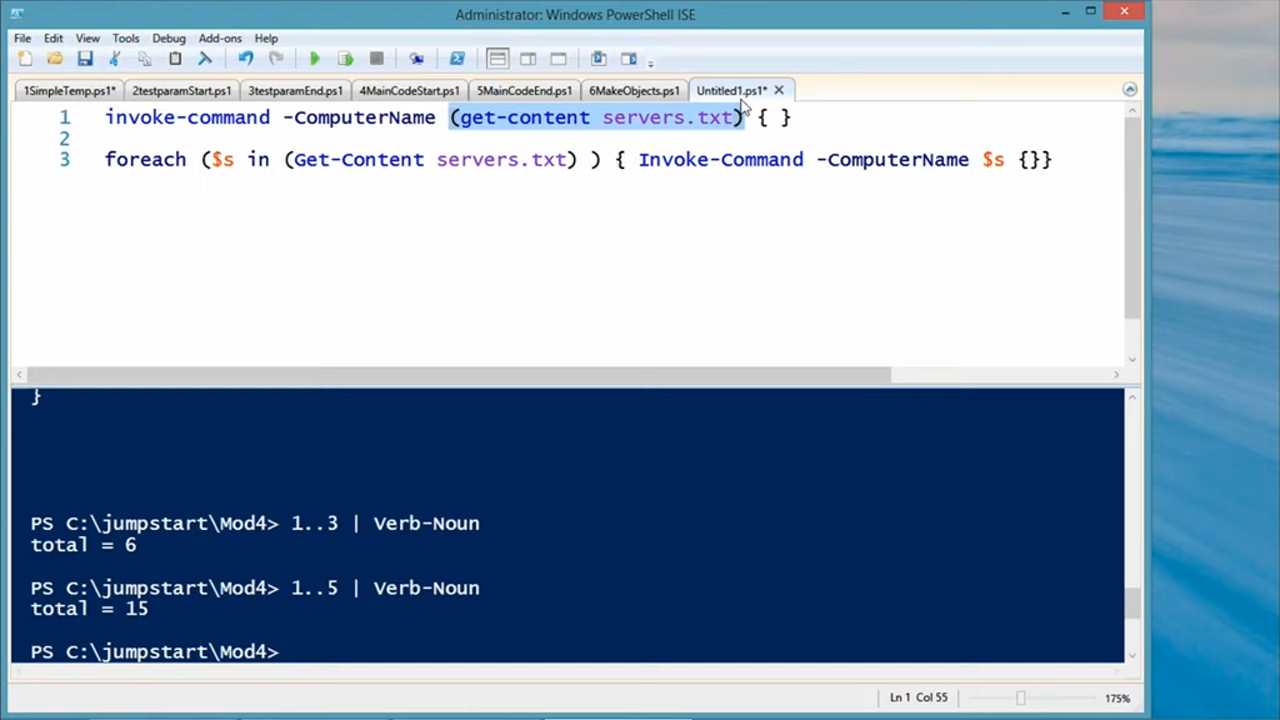 Administrator: Windows PowerShell ISE
File Edit View Tools Debug Add-ons Help
1SimpleTemp.ps1* 2testparamStart.ps1 3testparamEnd.ps1 4MainCodeStart.ps1 5MainCodeEnd.ps1 6MakeObjects.ps1 Untitled1.ps1*
1 invoke-command -ComputerName (get-content servers.txt) { }
2
3 foreach ($s in (Get-Content servers.txt) ) { Invoke-Command -ComputerName $s {}}
}
PS C:\jumpstart\Mod4> 1..3 | Verb-Noun
total = 6
PS C:\jumpstart\Mod4> 1..5 | Verb-Noun
total = 15
PS C:\jumpstart\Mod4>
Ln 1 Col 55 175%